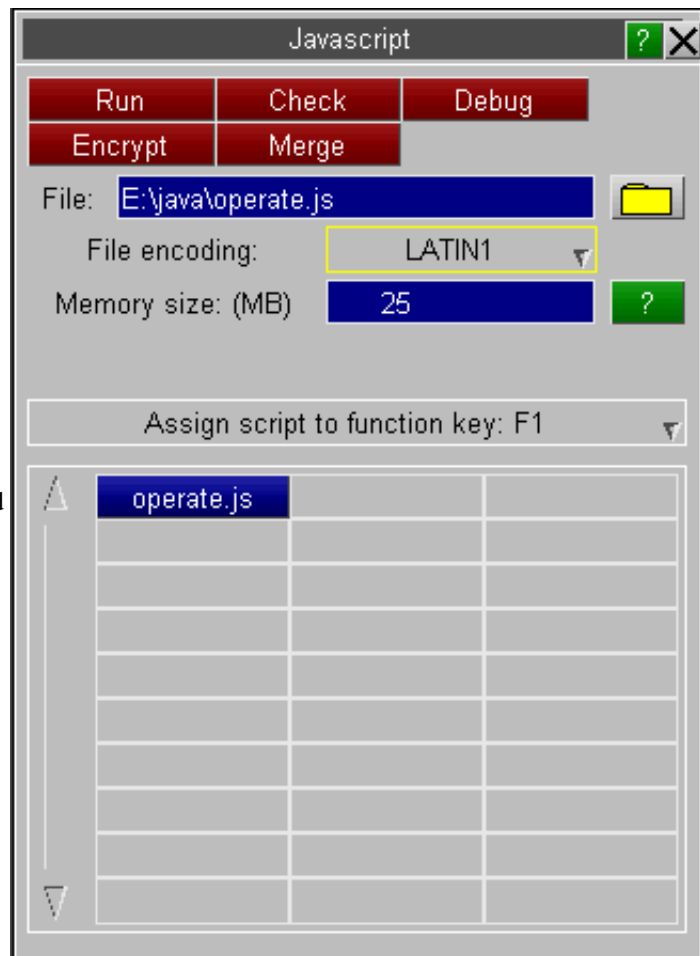 Javascript ?
Run Check Debug
Encrypt Merge
File: E:\java\operate.js
File encoding: LATIN1
Memory size: (MB) 25 ?
Assign script to function key: F1
operate.js